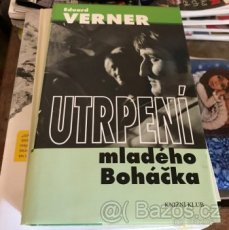 Eduard
VERNER
UTRPENÍ
mladého
Boháčka
KNIŽNÍ KLUB
Bazos.cz